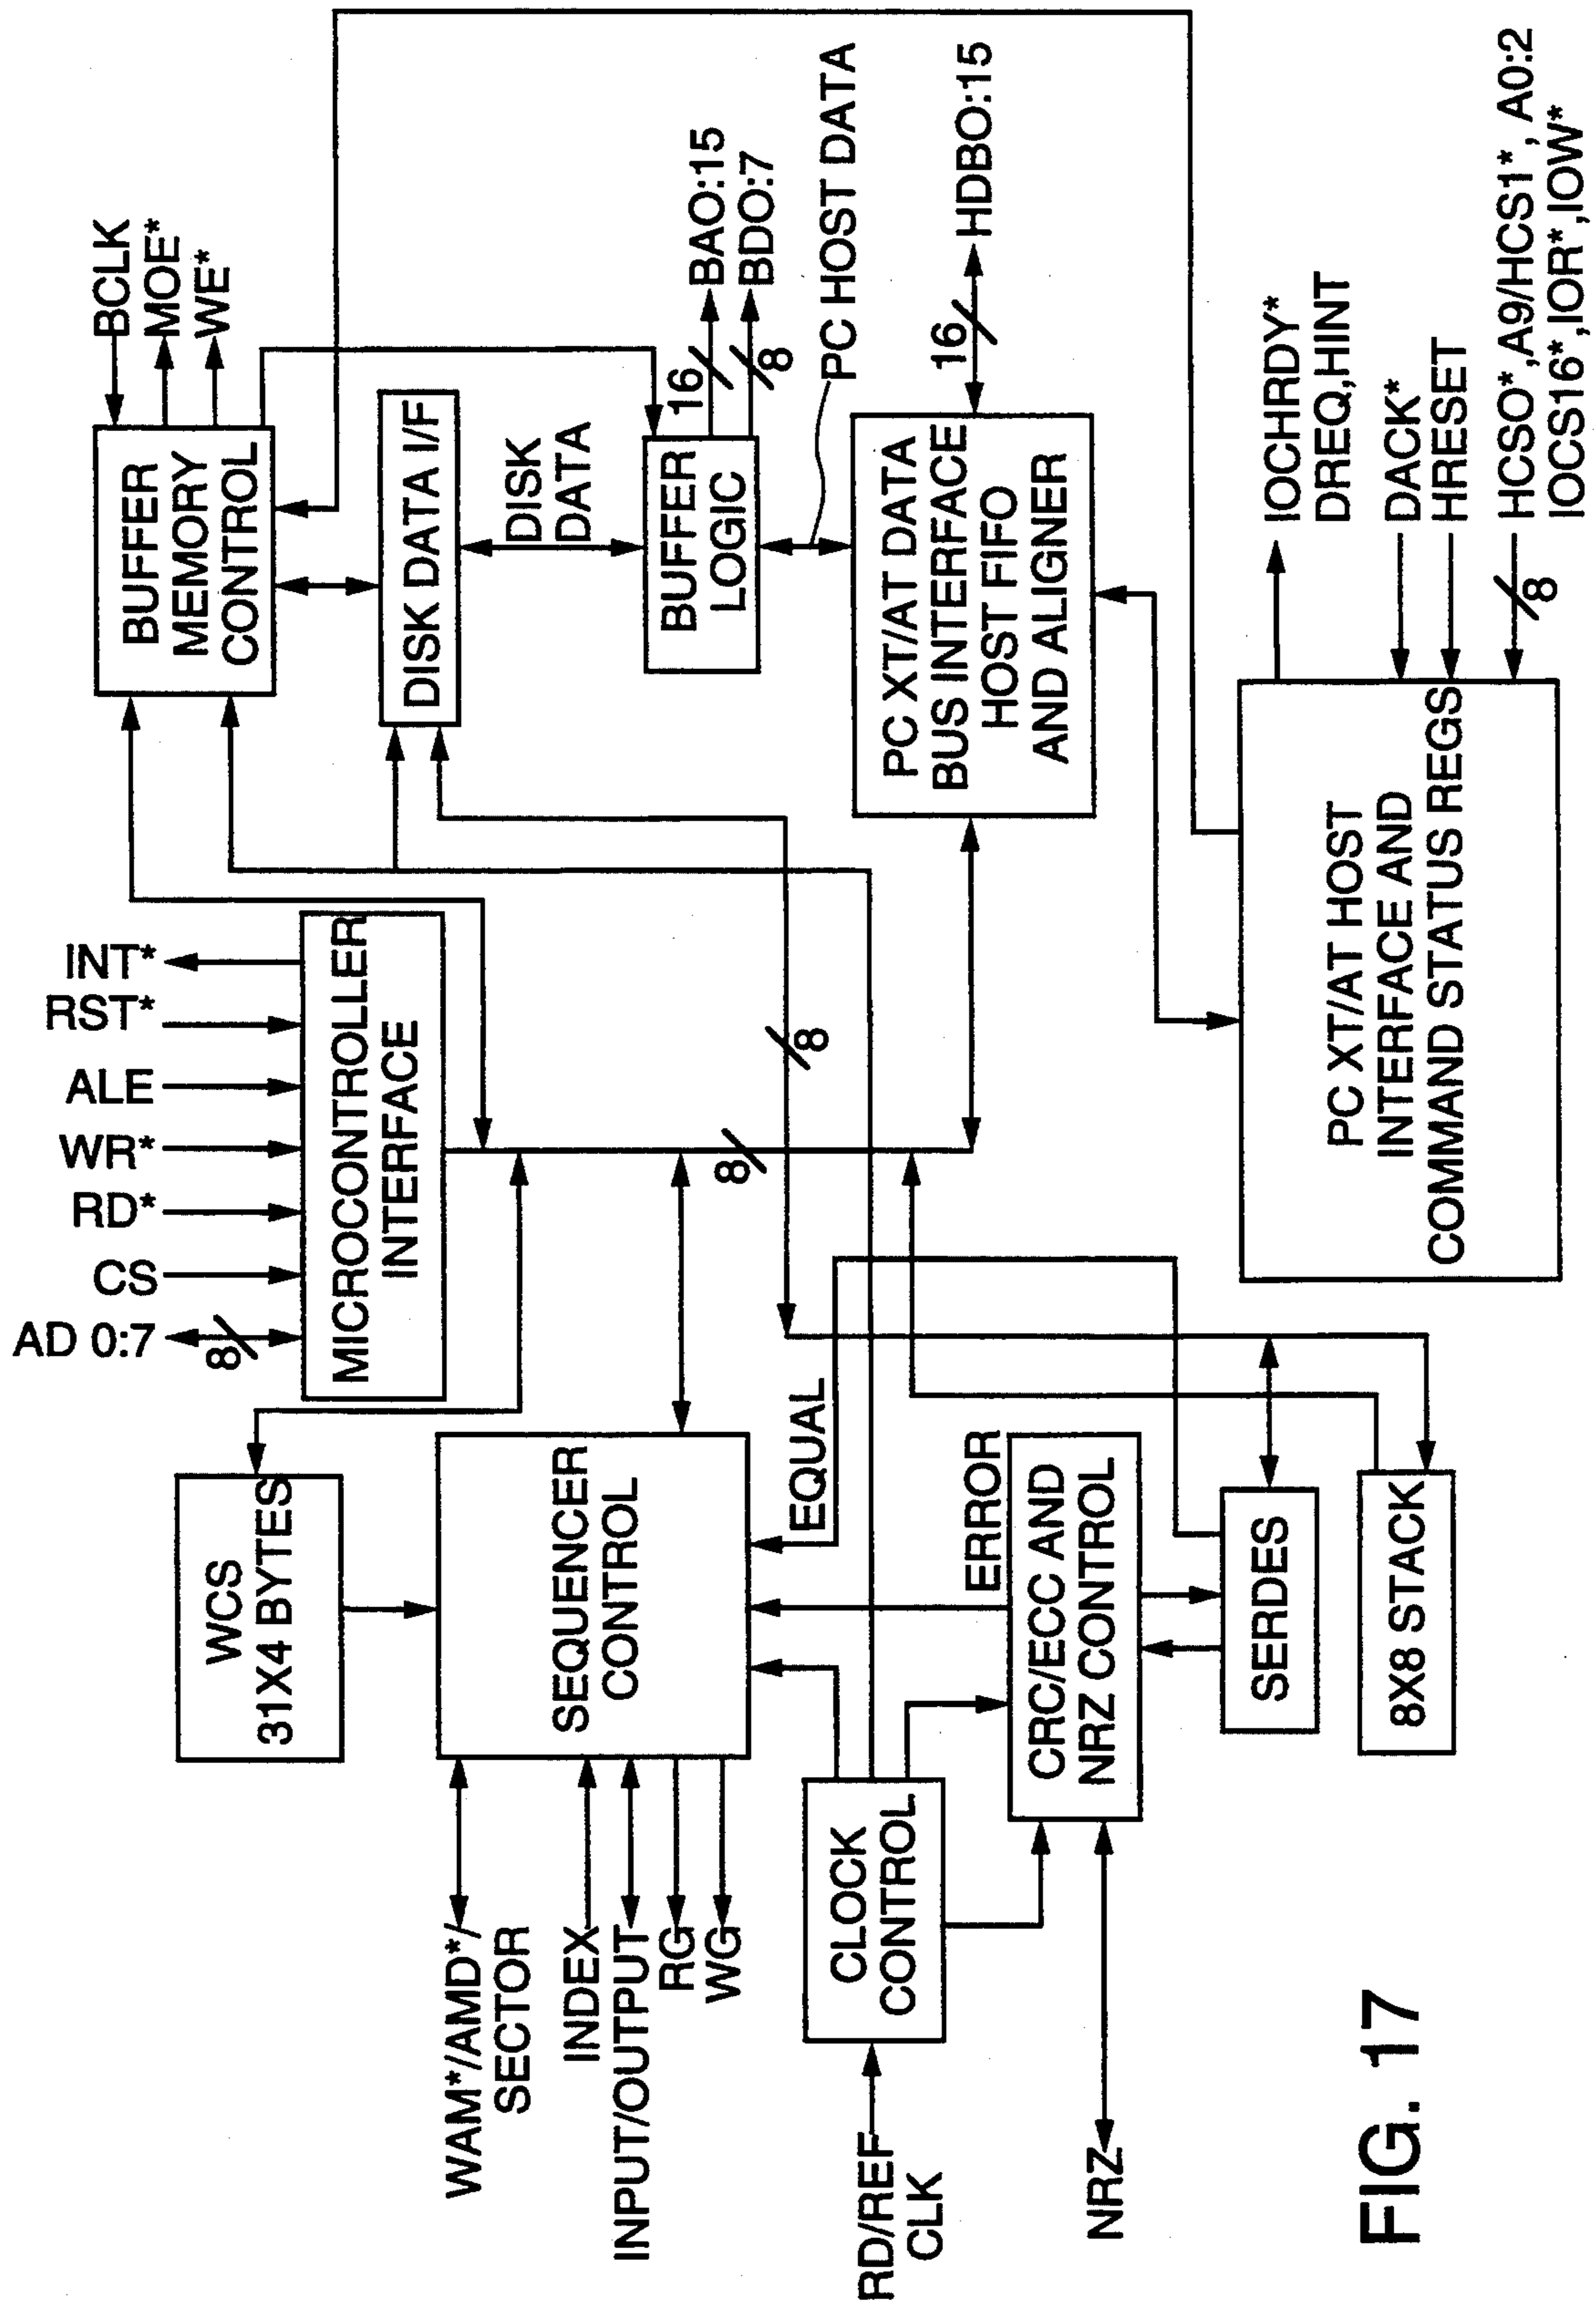 AD 0:7
CS
RD*
WR*
ALE
RST*
INT*
8
BCLK
MOE*
WE*
WCS
31X4 BYTES
MICROCONTROLLER
INTERFACE
BUFFER
MEMORY
CONTROL
WAM*/AMD*/
SECTOR
INDEX
INPUT/OUTPUT
RG
WG
SEQUENCER
CONTROL
DISK DATA I/F
DISK
DATA
8
8
EQUAL
BUFFER
LOGIC
16
8
BAO:15
BDO:7
PC HOST DATA
RD/REF
CLK
CLOCK
CONTROL
ERROR
CRC/ECC AND
NRZ CONTROL
NRZ
PC XT/AT DATA
BUS INTERFACE
HOST FIFO
AND ALIGNER
16
HDBO:15
SERDES
8X8 STACK
PC XT/AT HOST
INTERFACE AND
COMMAND STATUS REGS
IOCHRDY*
DREQ,HINT
DACK*
HRESET
8
HCSO*,A9/HCS1*, A0:2
IOCS16*,IOR*,IOW*
FIG. 17